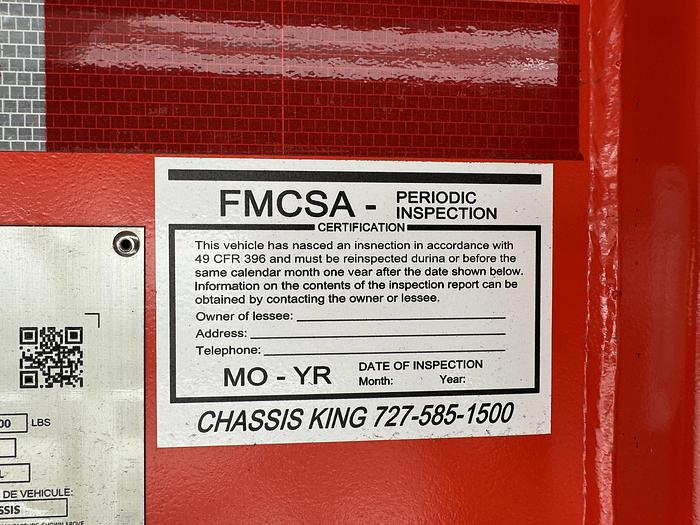 FMCSA - PERIODIC INSPECTION
CERTIFICATION
This vehicle has nasced an insnection in accordance with
49 CFR 396 and must be reinspected durina or before the
same calendar month one vear after the date shown below.
Information on the contents of the inspection report can be
obtained by contacting the owner or lessee.
Owner of lessee:
Address:
Telephone:
MO - YR
DATE OF INSPECTION
Month: Year:
CHASSIS KING 727-585-1500
00 LBS
L
DE VEHICULE:
SSIS